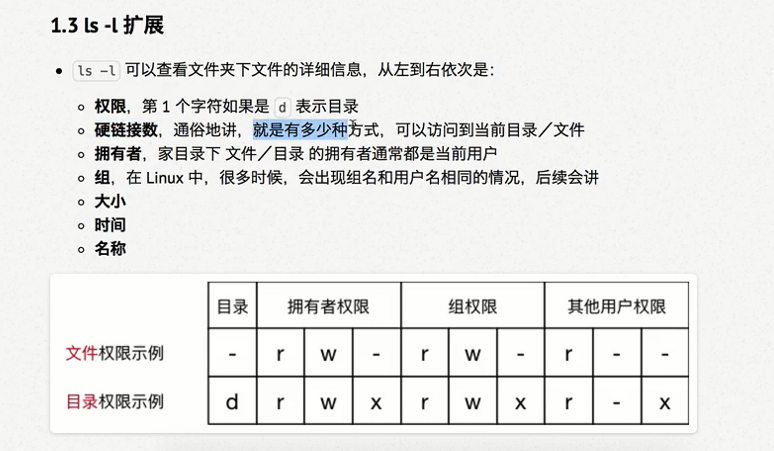 1.3 ls -l 扩展
ls -l 可以查看文件夹下文件的详细信息，从左到右依次是：
权限，第 1 个字符如果是 d 表示目录
硬链接数，通俗地讲，就是有多少种方式，可以访问到当前目录／文件
拥有者，家目录下 文件／目录 的拥有者通常都是当前用户
组，在 Linux 中，很多时候，会出现组名和用户名相同的情况，后续会讲
大小
时间
名称
目录 拥有者权限 组权限 其他用户权限
文件权限示例 - r w - r w - r - -
目录权限示例 d r w x r w x r - x